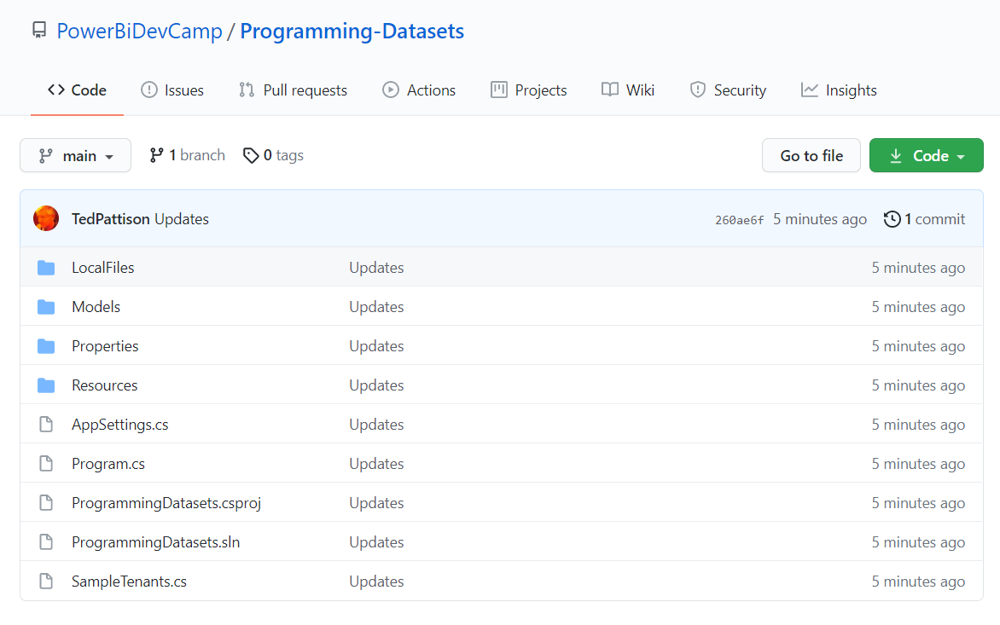 PowerBiDevCamp / Programming-Datasets
Code Issues Pull requests Actions Projects Wiki Security Insights
main 1 branch 0 tags Go to file Code
TedPattison Updates 260ae6f 5 minutes ago 1 commit
LocalFiles Updates 5 minutes ago
Models Updates 5 minutes ago
Properties Updates 5 minutes ago
Resources Updates 5 minutes ago
AppSettings.cs Updates 5 minutes ago
Program.cs Updates 5 minutes ago
ProgrammingDatasets.csproj Updates 5 minutes ago
ProgrammingDatasets.sln Updates 5 minutes ago
SampleTenants.cs Updates 5 minutes ago